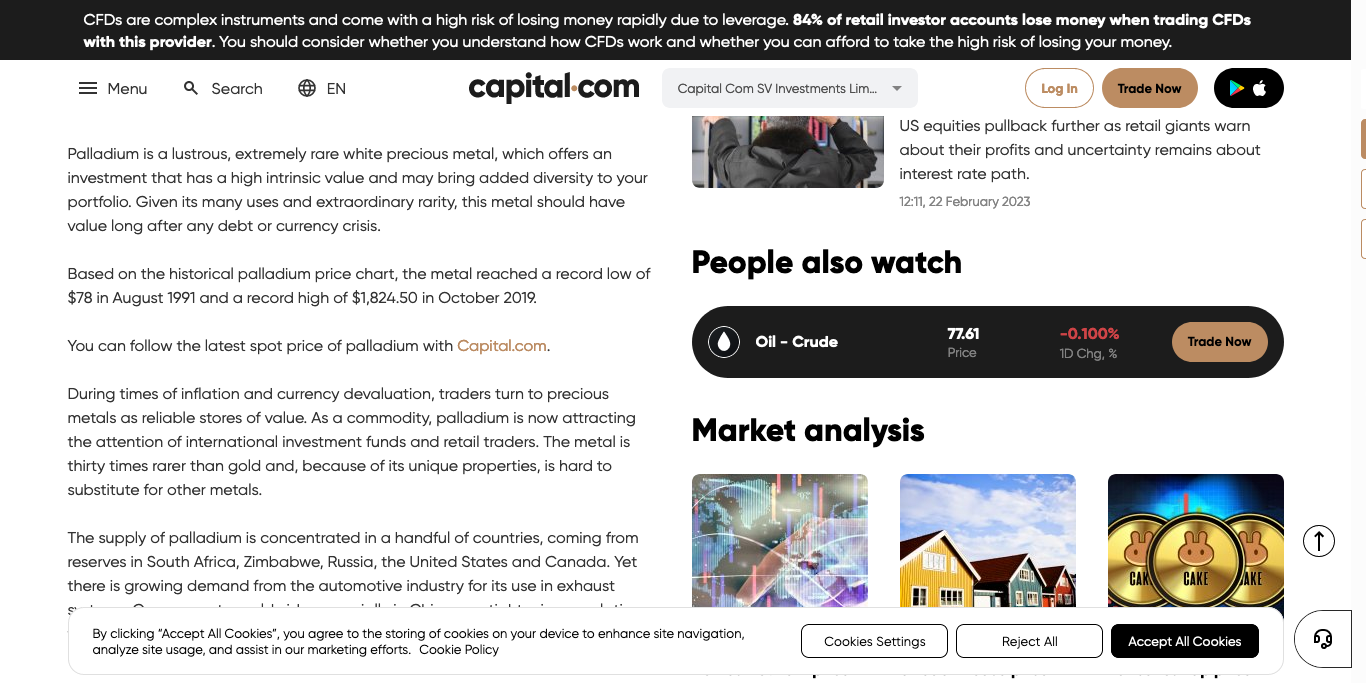 CFDs are complex instruments and come with a high risk of losing money rapidly due to leverage. 84% of retail investor accounts lose money when trading CFDs
with this provider. You should consider whether you understand how CFDs work and whether you can afford to take the high risk of losing your money.
Menu
Search
EN
capital.com
Capital Com SV Investments Lim...
Log In
Trade Now
Palladium is a lustrous, extremely rare white precious metal, which offers an
investment that has a high intrinsic value and may bring added diversity to your
portfolio. Given its many uses and extraordinary rarity, this metal should have
value long after any debt or currency crisis.
Based on the historical palladium price chart, the metal reached a record low of
$78 in August 1991 and a record high of $1,824.50 in October 2019.
You can follow the latest spot price of palladium with Capital.com.
During times of inflation and currency devaluation, traders turn to precious
metals as reliable stores of value. As a commodity, palladium is now attracting
the attention of international investment funds and retail traders. The metal is
thirty times rarer than gold and, because of its unique properties, is hard to
substitute for other metals.
The supply of palladium is concentrated in a handful of countries, coming from
reserves in South Africa, Zimbabwe, Russia, the United States and Canada. Yet
there is growing demand from the automotive industry for its use in exhaust
US equities pullback further as retail giants warn
about their profits and uncertainty remains about
interest rate path.
12:11, 22 February 2023
People also watch
Oil - Crude
77.61
Price
-0.100%
1D Chg, %
Trade Now
Market analysis
CAKE
CAKE
CAKE
By clicking “Accept All Cookies”, you agree to the storing of cookies on your device to enhance site navigation,
analyze site usage, and assist in our marketing efforts. Cookie Policy
Cookies Settings
Reject All
Accept All Cookies